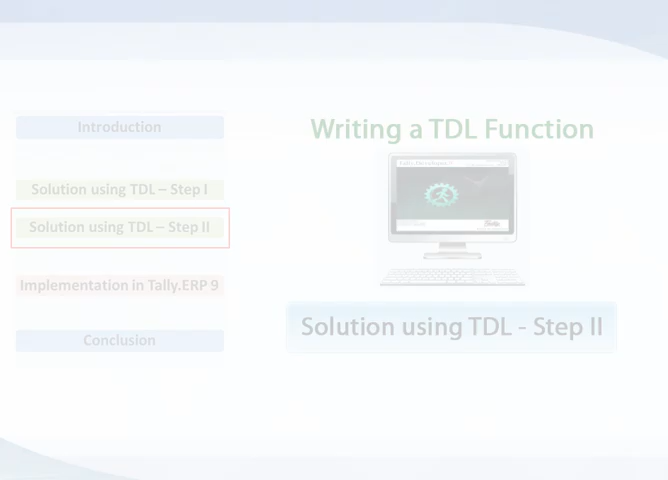 Introduction
Solution using TDL – Step I
Solution using TDL – Step II
Implementation in Tally.ERP 9
Conclusion
Writing a TDL Function
Solution using TDL - Step II